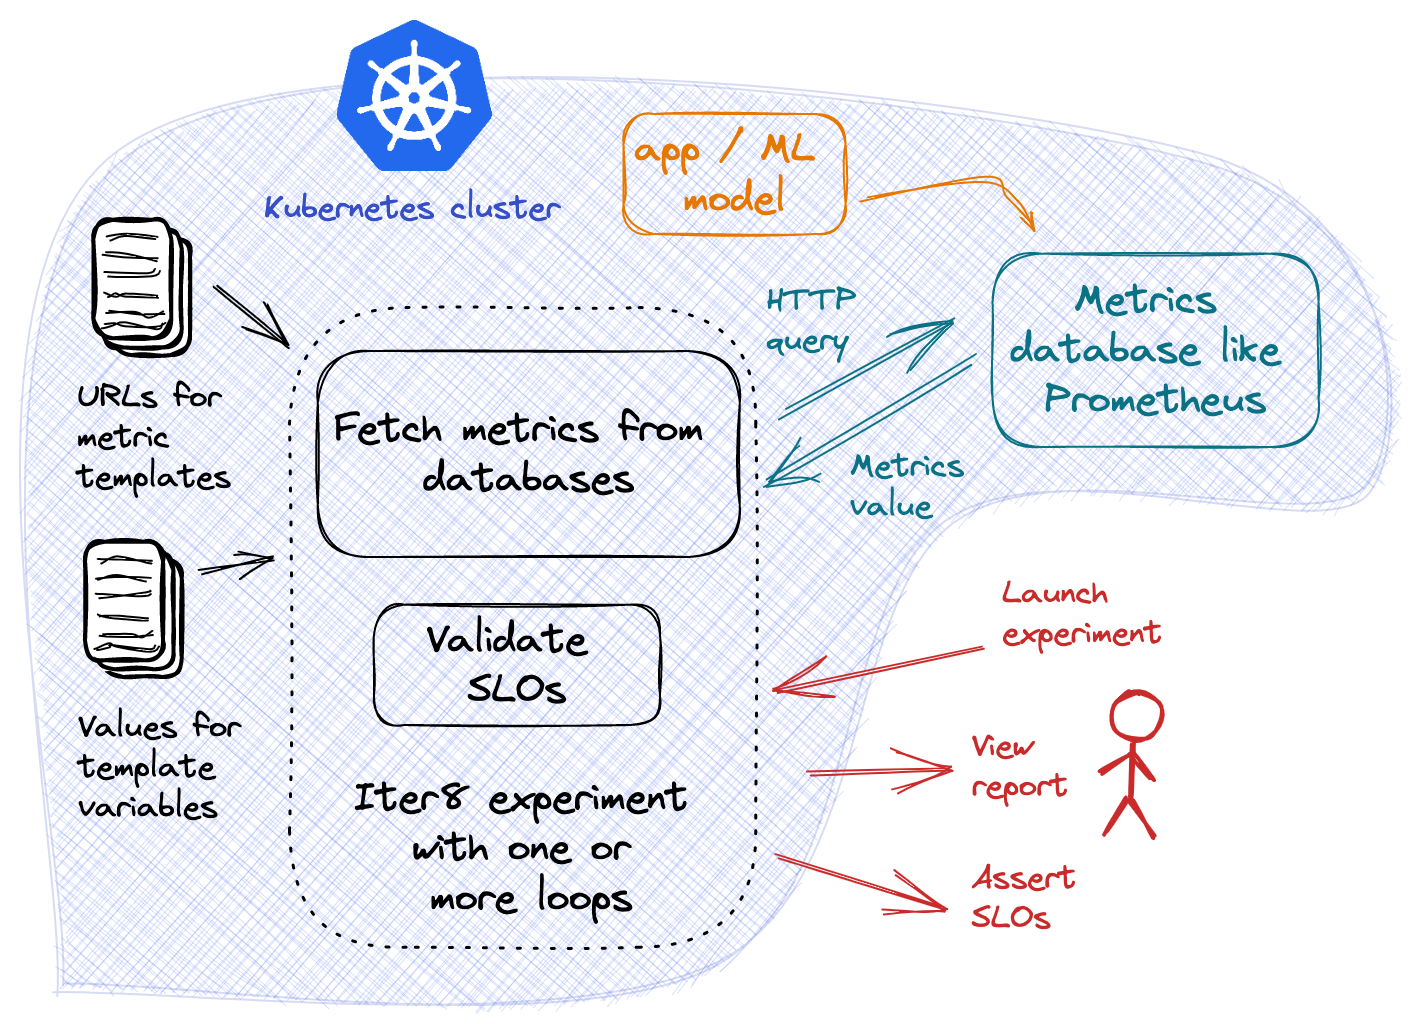 Kubernetes cluster
app / ML
model
URLs for
metric
templates
HTTP
query
Metrics
database like
Prometheus
Fetch metrics from
databases
Metrics
value
Values for
template
variables
Validate
SLOs
Iter8 experiment
with one or
more loops
Launch
experiment
View
report
Assert
SLOs